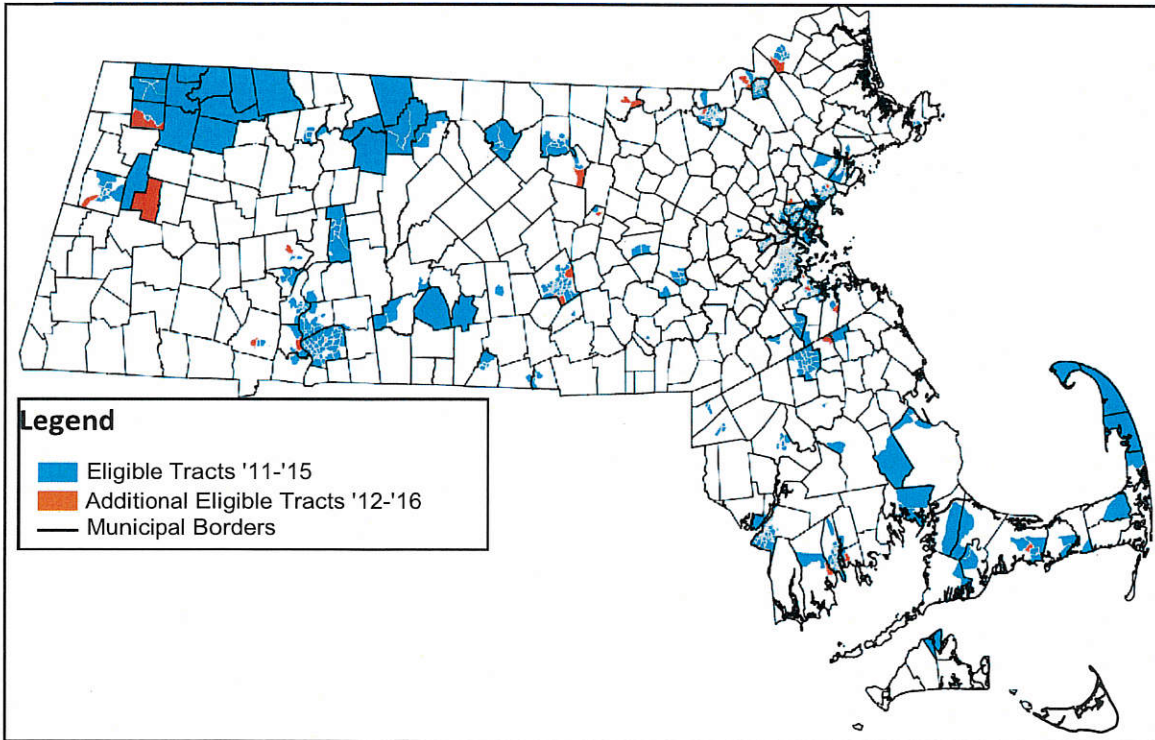 Legend
Eligible Tracts '11-'15
Additional Eligible Tracts '12-'16
Municipal Borders